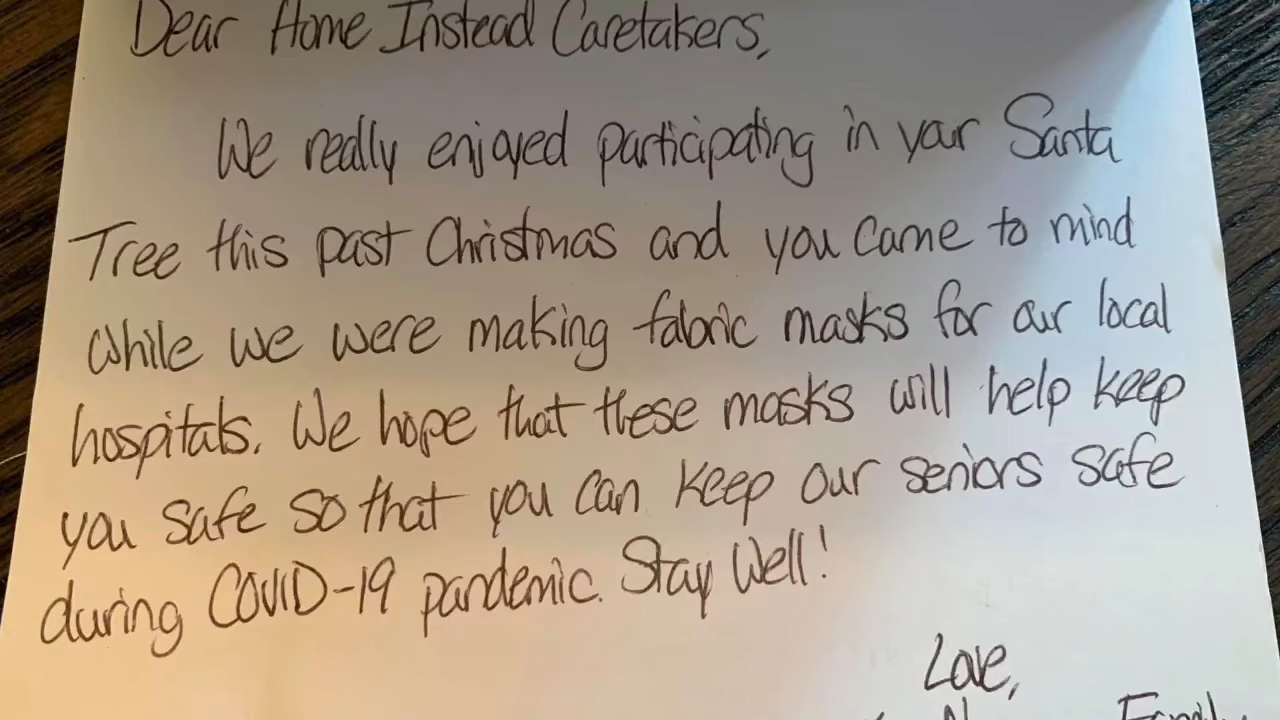 Dear Home Instead Caretakers,
We really enjoyed participating in your Santa
Tree this past Christmas and you came to mind
while we were making fabric masks for our local
hospitals. We hope that these masks will help keep
you safe so that you can keep our seniors safe
during COVID-19 pandemic. Stay Well!
Love,
Family